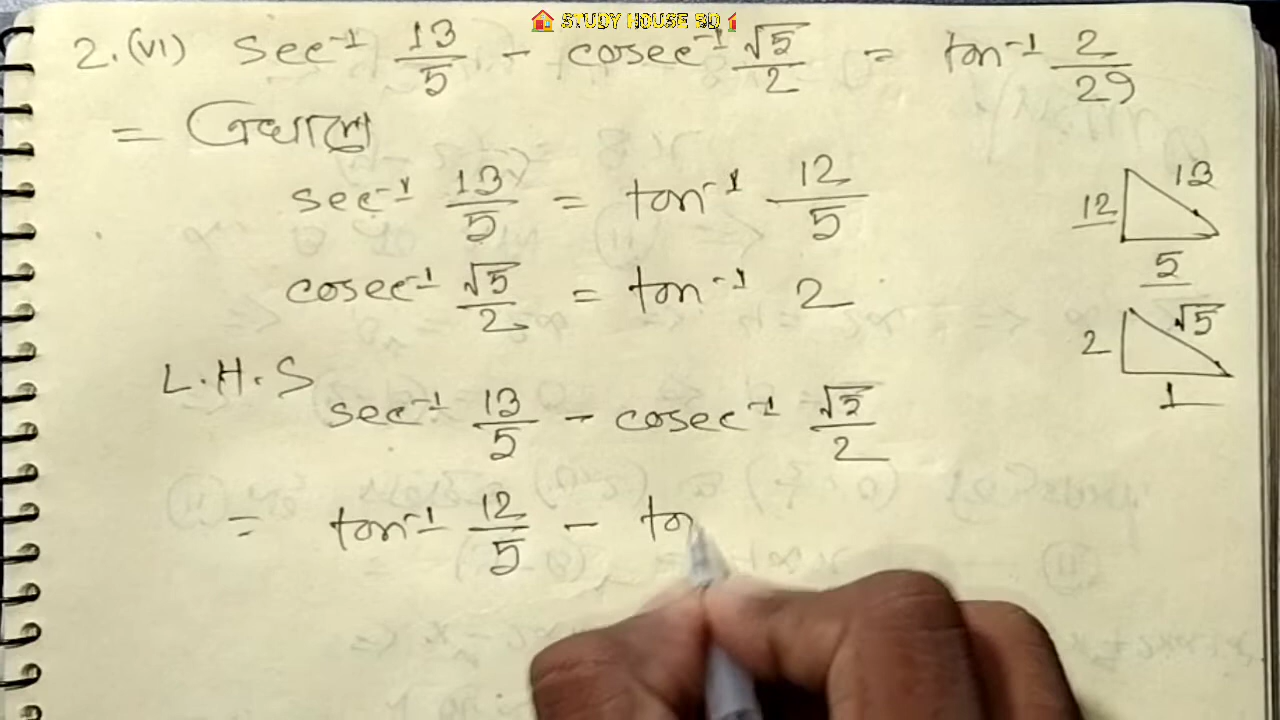 🏠 STUDY HOUSE BD
2.(vi) sec⁻¹ 13/5 - cosec⁻¹ √5/2 = tan⁻¹ 2/29
= এখানে
sec⁻¹ 13/5 = tan⁻¹ 12/5
12 13 5
cosec⁻¹ √5/2 = tan⁻¹ 2
2 √5 1
L.H.S
sec⁻¹ 13/5 - cosec⁻¹ √5/2
= tan⁻¹ 12/5 - ta